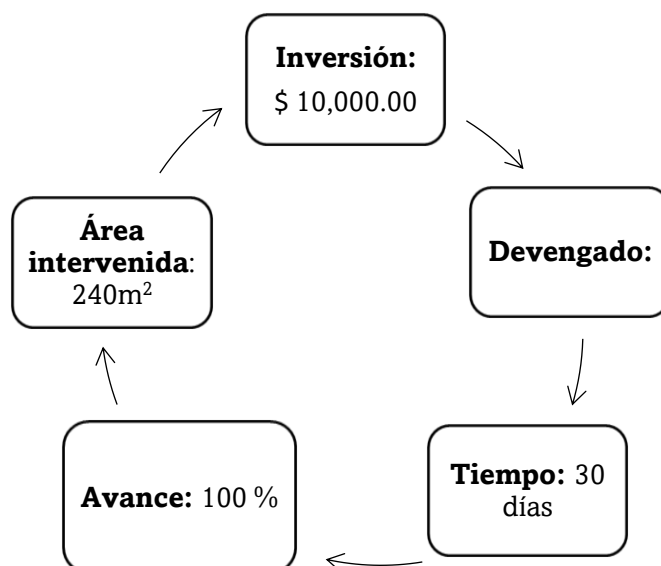 Inversión:
$ 10,000.00
Devengado:
Tiempo: 30
días
Avance: 100 %
Área
intervenida:
240m²